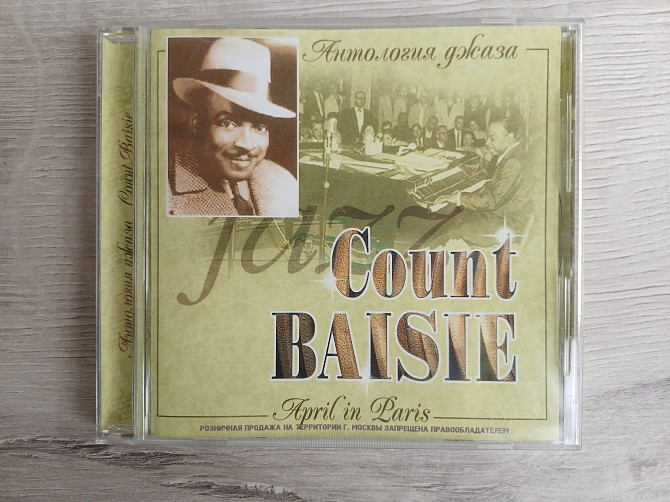 Антология джаза Count Baisie
Антология джаза
jazz
Count
BAISIE
April in Paris
РОЗНИЧНАЯ ПРОДАЖА НА ТЕРРИТОРИИ Г. МОСКВЫ ЗАПРЕЩЕНА ПРАВООБЛАДАТЕЛЕМ